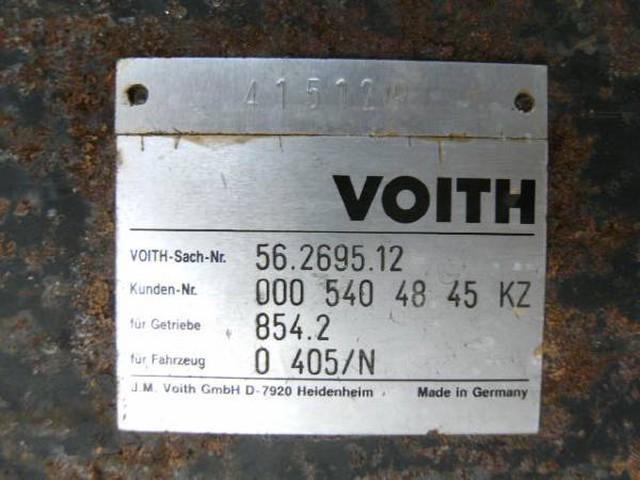 VOITH
VOITH-Sach-Nr. 56.2695.12
Kunden-Nr. 000 540 48 45 KZ
für Getriebe 854.2
für Fahrzeug O 405/N
J.M. Voith GmbH D-7920 Heidenheim Made in Germany